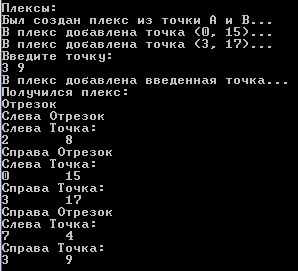 Плексы:
Был создан плекс из точки А и В...
В плекс добавлена точка (0, 15)...
В плекс добавлена точка (3, 17)...
Введите точку:
3 9
В плекс добавлена введенная точка...
Получился плекс:
Отрезок
Слева Отрезок
Слева Точка:
2 8
Справа Отрезок
Слева Точка:
0 15
Справа Точка:
3 17
Справа Отрезок
Слева Точка:
7 4
Справа Точка:
3 9